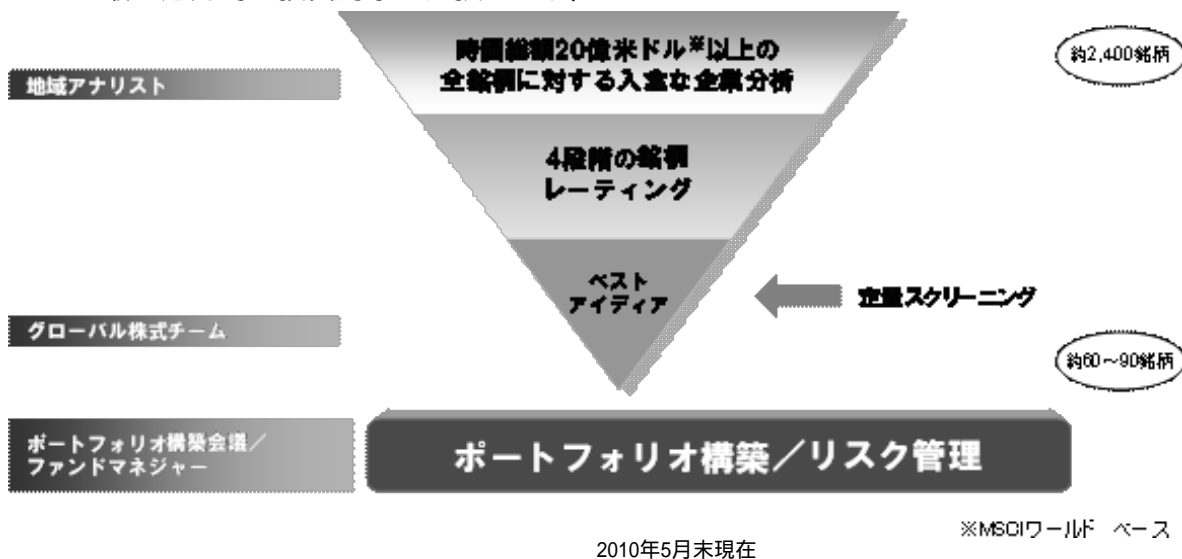 時価総額20億米ドル※以上の
全銘柄に対する入念な企業分析
約2,400銘柄
地域アナリスト
4段階の銘柄
レーティング
ベスト
アイディア
定量スクリーニング
グローバル株式チーム
約60～90銘柄
ポートフォリオ構築会議／
ファンドマネジャー
ポートフォリオ構築／リスク管理
※MSCIワールド ベース
2010年5月末現在